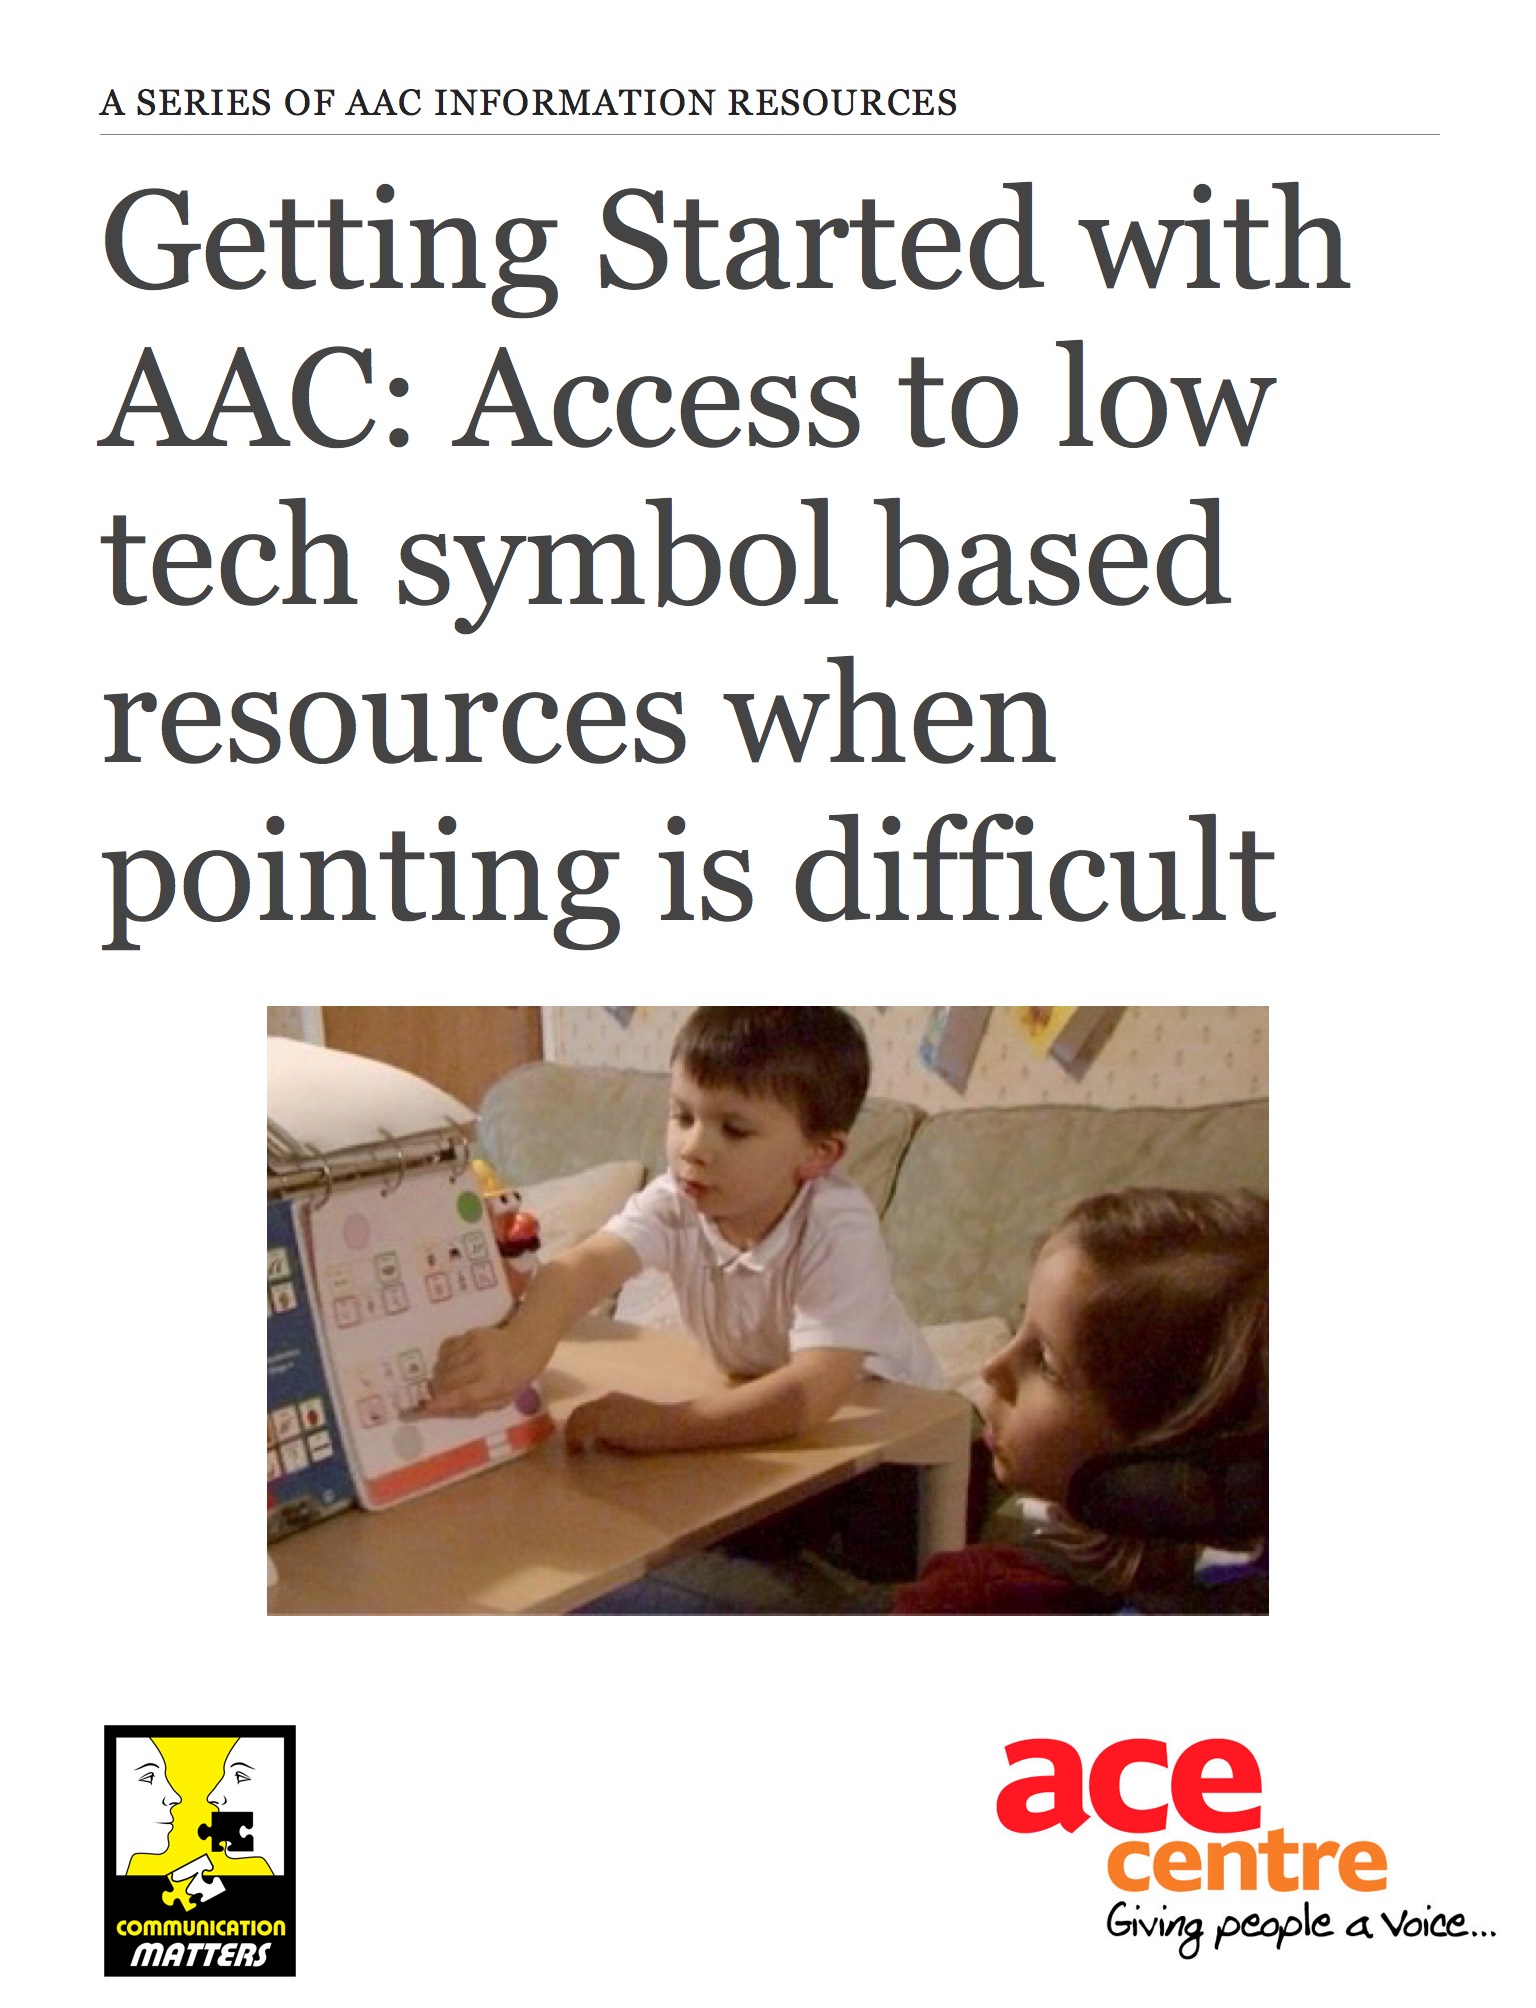 A SERIES OF AAC INFORMATION RESOURCES
Getting Started with
AAC: Access to low
tech symbol based
resources when
pointing is difficult
COMMUNICATION
MATTERS
ace
centre
Giving people a voice...